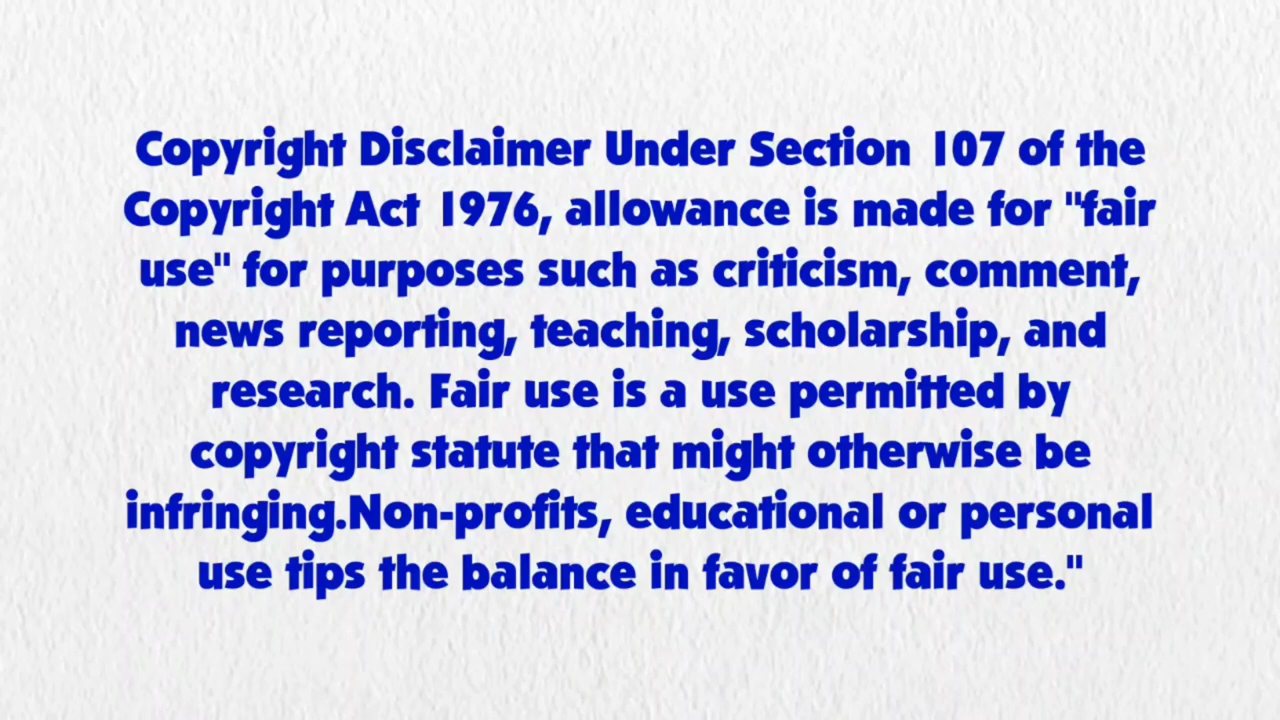 Copyright Disclaimer Under Section 107 of the
Copyright Act 1976, allowance is made for "fair
use" for purposes such as criticism, comment,
news reporting, teaching, scholarship, and
research. Fair use is a use permitted by
copyright statute that might otherwise be
infringing.Non-profits, educational or personal
use tips the balance in favor of fair use."